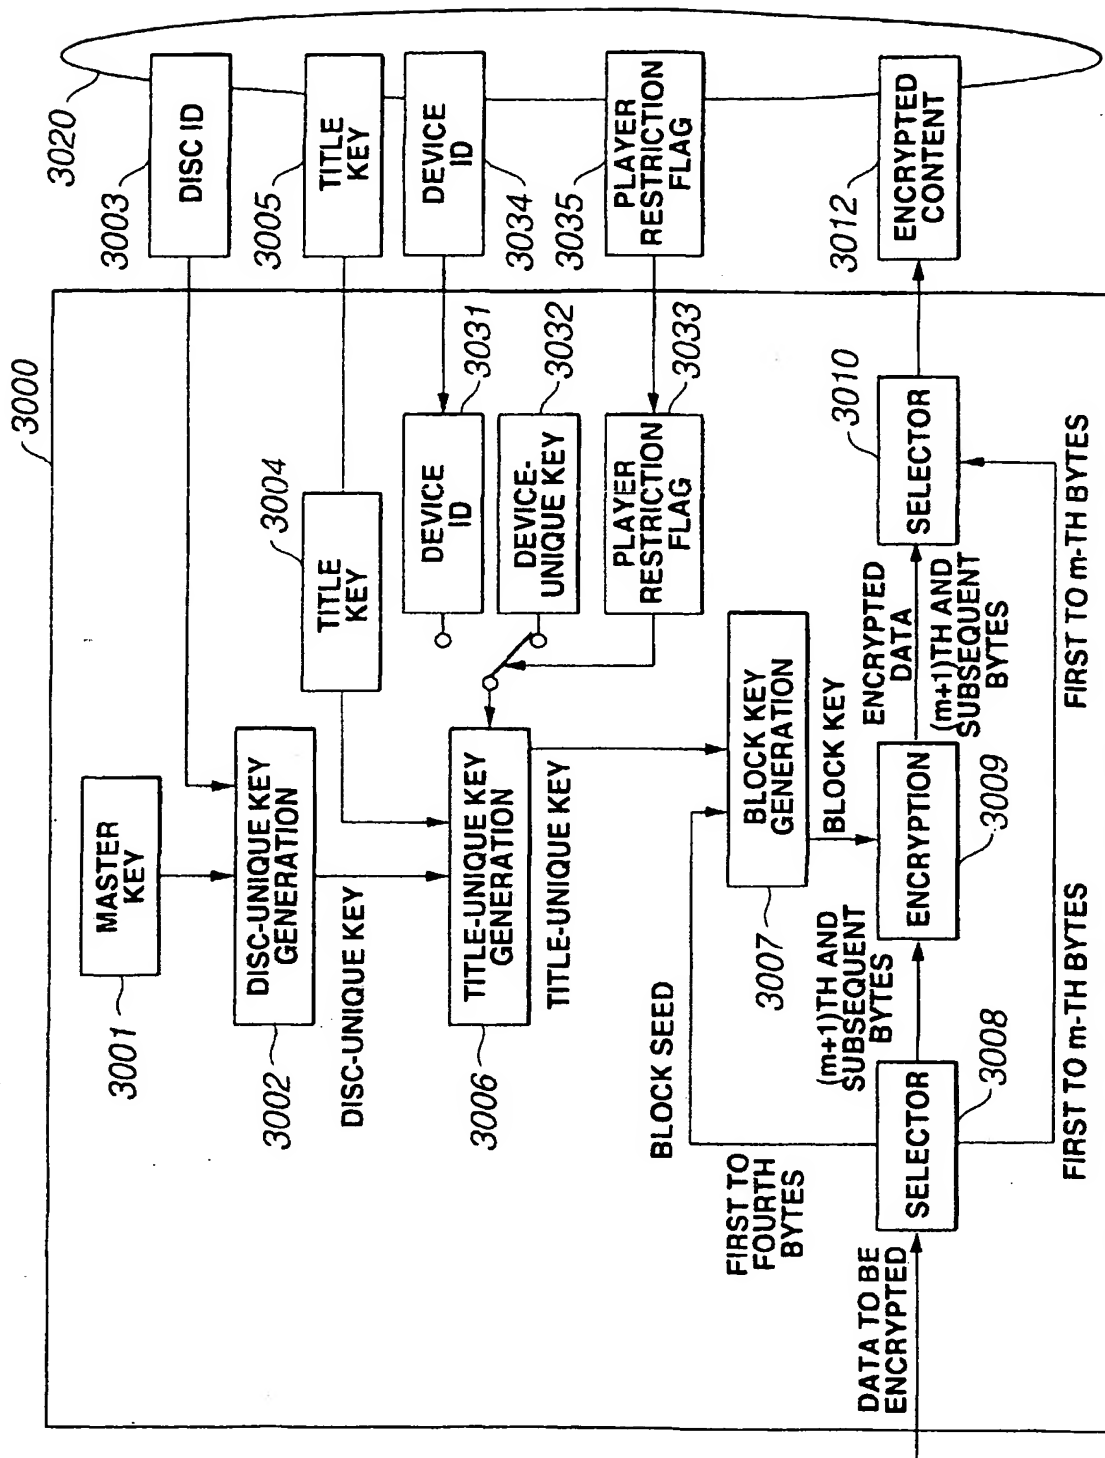 3000
3020
MASTER
KEY
3001
DISC-UNIQUE KEY
GENERATION
3002
DISC-UNIQUE KEY
DISC ID
3003
TITLE
KEY
3004
TITLE
KEY
3005
TITLE-UNIQUE KEY
GENERATION
3006
TITLE-UNIQUE KEY
DEVICE
ID
3031
DEVICE
ID
3034
DEVICE-
UNIQUE KEY
3032
PLAYER
RESTRICTION
FLAG
3033
PLAYER
RESTRICTION
FLAG
3035
BLOCK SEED
BLOCK KEY
GENERATION
3007
BLOCK KEY
FIRST TO
FOURTH
BYTES
DATA TO BE
ENCRYPTED
SELECTOR
3008
(m+1)TH AND
SUBSEQUENT
BYTES
ENCRYPTION
3009
ENCRYPTED
DATA
(m+1)TH AND
SUBSEQUENT
BYTES
SELECTOR
3010
ENCRYPTED
CONTENT
3012
FIRST TO m-TH BYTES
FIRST TO m-TH BYTES